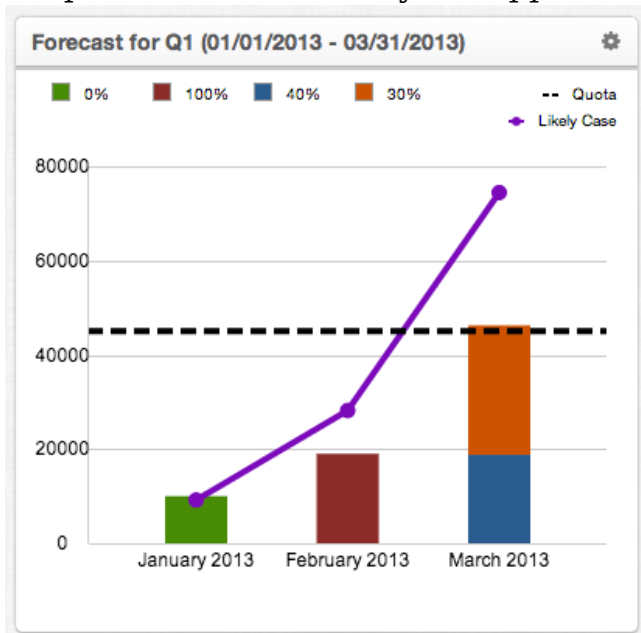 Forecast for Q1 (01/01/2013 - 03/31/2013)
0% 100% 40% 30% Quota
Likely Case
80000
60000
40000
20000
0
January 2013 February 2013 March 2013